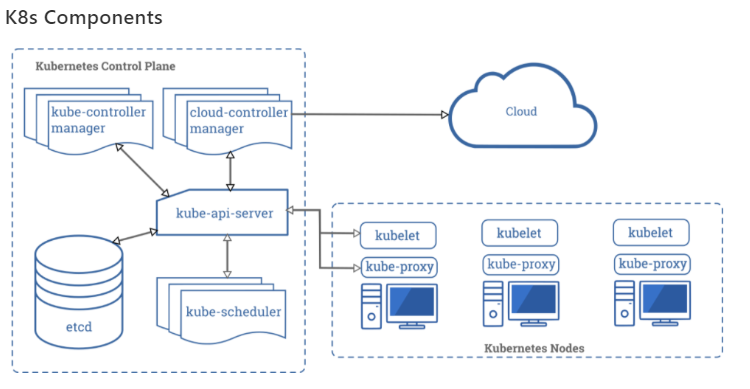 K8s Components
Kubernetes Control Plane
kube-controller
manager
cloud-controller
manager
Cloud
kube-api-server
kubelet
kubelet
kubelet
kube-proxy
kube-proxy
kube-proxy
etcd
kube-scheduler
Kubernetes Nodes